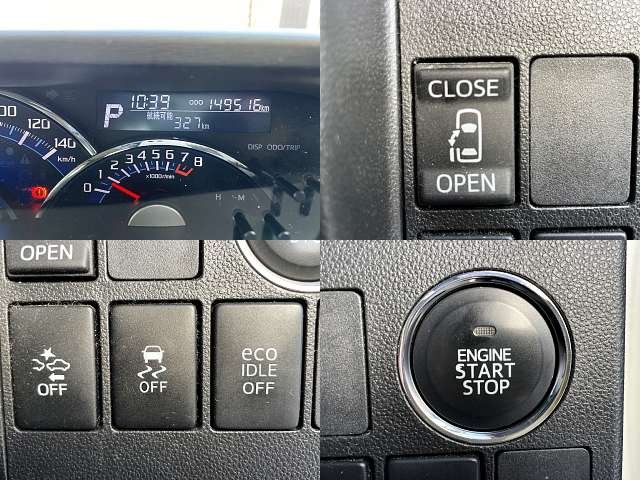 10:39 ODO 149516km
P
航続可能
327km
DISP ODO/TRIP
120
140
km/h
0 1 2 3 4 5 6 7 8
x1000r/min
H -M
CLOSE
OPEN
OPEN
OFF
OFF
eco
IDLE
OFF
ENGINE
START
STOP